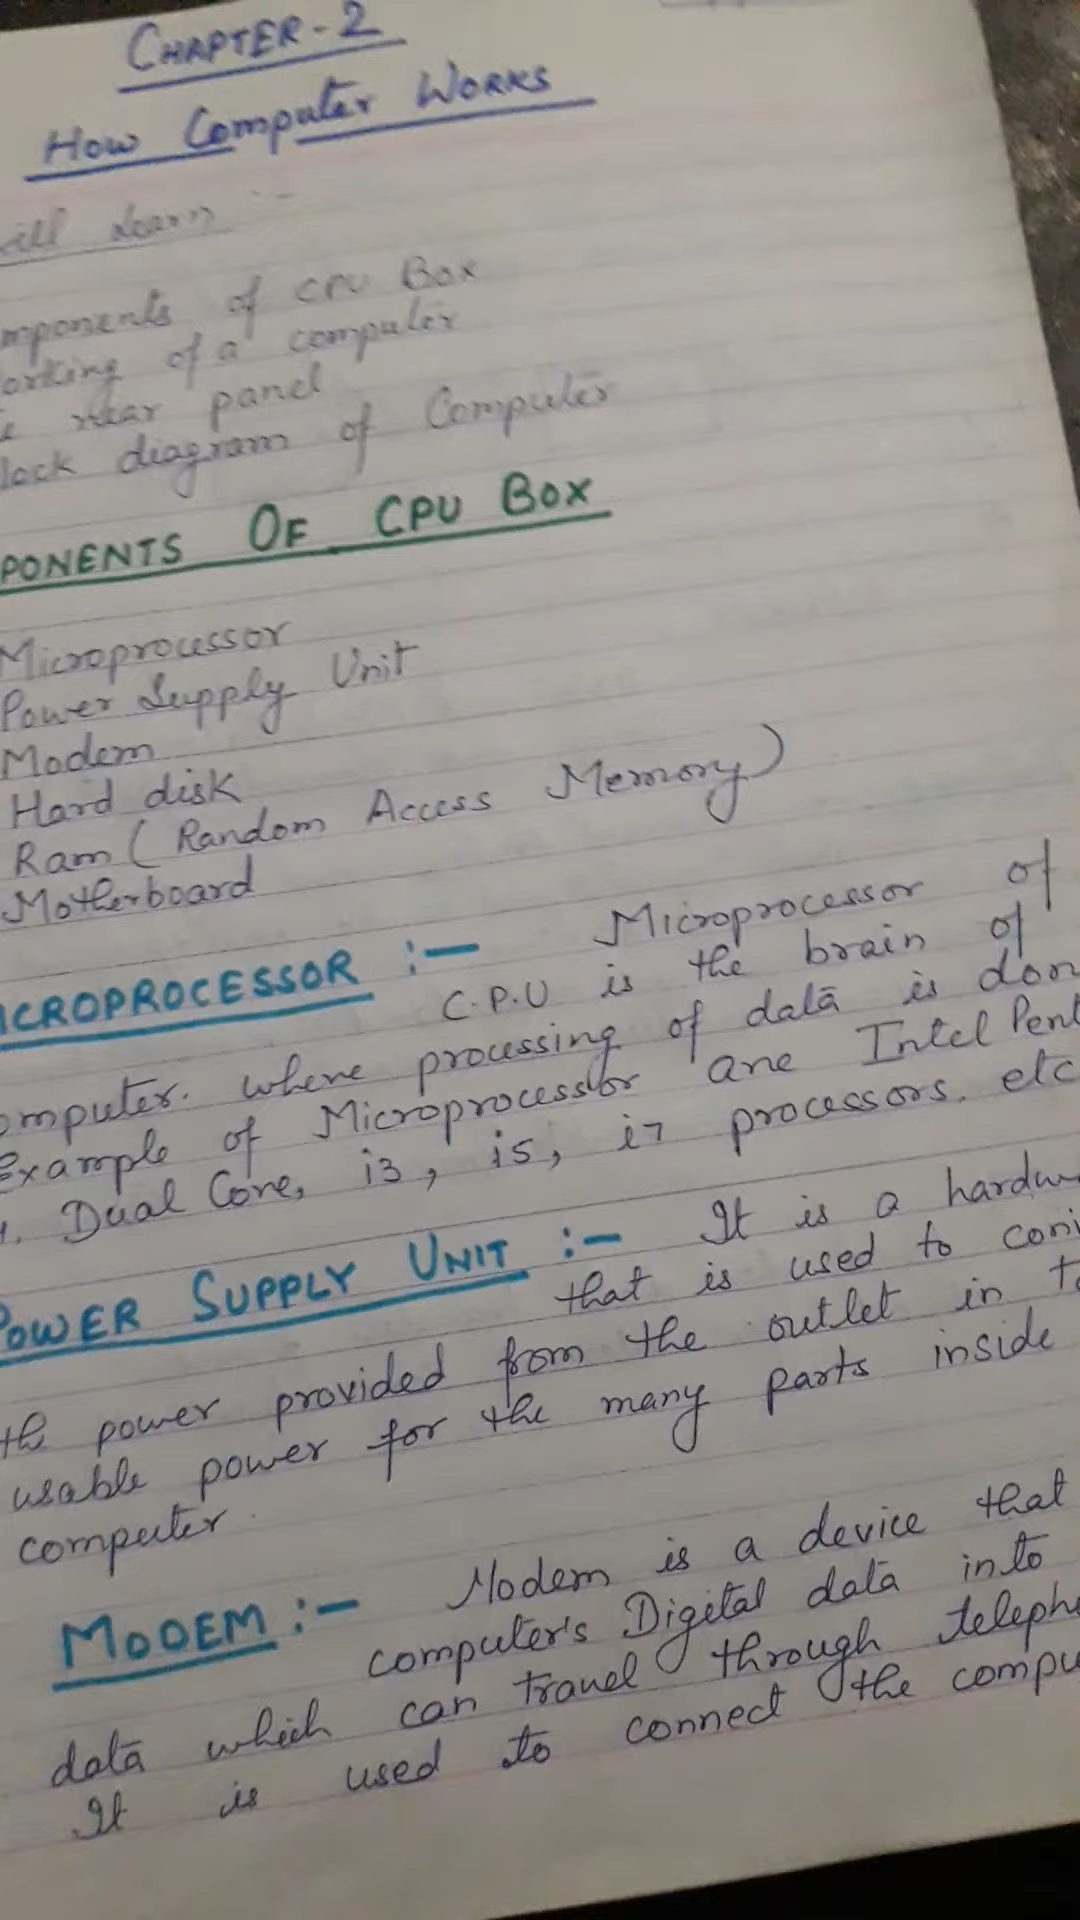 CHAPTER-2
How Computer Works
will learn :-
mponents of CPU Box
orking of a computer
e rear panel
lock diagram of Computer
PONENTS OF CPU BOX
Microprocessor
Power Supply Unit
Modem
Hard disk
Ram (Random Access Memory)
Motherboard
ICROPROCESSOR :- Microprocessor of
C.P.U is the brain of
omputer. where processing of data is don
Example of Microprocessor are Intel Pent
4. Dual Core, i3, i5, i7 processors. etc
POWER SUPPLY UNIT :- It is a hardw
that is used to con
the power provided from the outlet in to
usable power for the many parts inside
computer.
MODEM :- Modem is a device that
computer's Digital data into
data which can travel through teleph
It is used to connect the compu